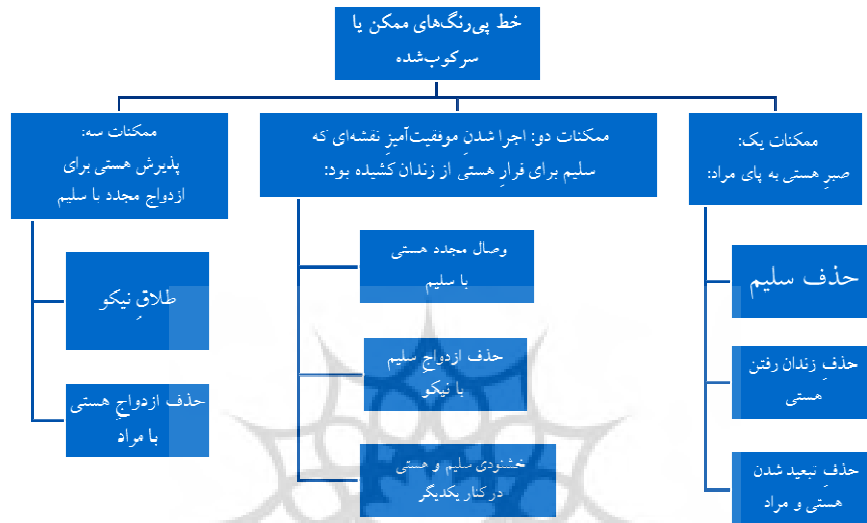 خط پی‌رنگ‌های ممکن یا
سرکوب‌شده
ممکنات یک:
صبرِ هستی به پای مراد:
حذف سلیم
حذفِ زندان رفتن
هستی
حذفِ تبعید شدن
هستی و مراد
ممکنات دو: اجرا شدنِ موفقیت‌آمیزِ نقشه‌ای که
سلیم برای فرارِ هستی از زندان کشیده بود:
وصال مجدد هستی
با سلیم
حذف ازدواجِ سلیم
با نیکو
خشنودی سلیم و هستی
درکنار یکدیگر
ممکنات سه:
پذیرش هستی برای
ازدواج مجدد با سلیم
طلاقِ نیکو
حذف ازدواجِ هستی
با مراد